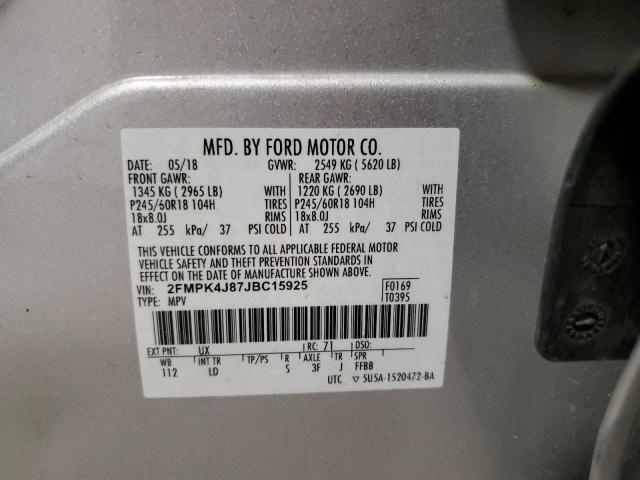 MFD. BY FORD MOTOR CO.
DATE: 05/18 GVWR: 2549 KG (5620 LB)
FRONT GAWR: REAR GAWR:
1345 KG (2965 LB) WITH 1220 KG (2690 LB) WITH
P245/60R18 104H TIRES P245/60R18 104H TIRES
18x8.0J RIMS 18x8.0J RIMS
AT 255 kPa/ 37 PSI COLD AT 255 kPa/ 37 PSI COLD
THIS VEHICLE CONFORMS TO ALL APPLICABLE FEDERAL MOTOR
VEHICLE SAFETY AND THEFT PREVENTION STANDARDS IN
EFFECT ON THE DATE OF MANUFACTURE SHOWN ABOVE.
VIN: 2FMPK4J87JBC15925 F0169
TYPE: MPV T0395
EXT PNT: UX RC: 71 DSO:
WB INT TR TP/PS R AXLE TR SPR
112 LD S 3F J FFBB
UTC ▽ 5U5A-1520472-BA